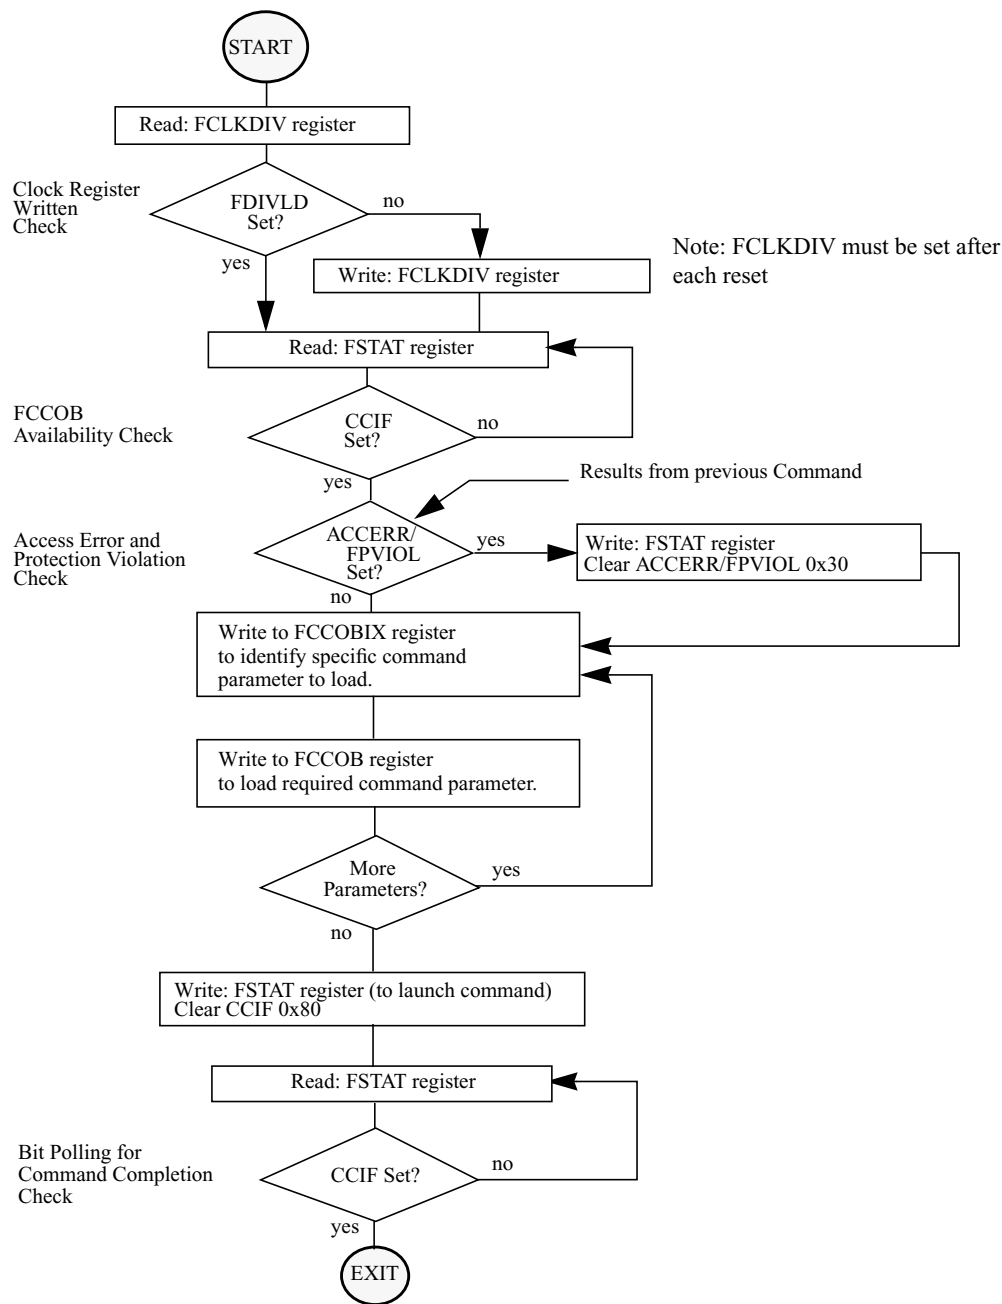 START
Read: FCLKDIV register
Clock Register
Written
Check
FDIVLD
Set?
no
yes
Note: FCLKDIV must be set after
each reset
Write: FCLKDIV register
Read: FSTAT register
FCCOB
Availability Check
CCIF
Set?
no
yes
Results from previous Command
Access Error and
Protection Violation
Check
ACCERR/
FPVIOL
Set?
yes
no
Write: FSTAT register
Clear ACCERR/FPVIOL 0x30
Write to FCCOBIX register
to identify specific command
parameter to load.
Write to FCCOB register
to load required command parameter.
More
Parameters?
yes
no
Write: FSTAT register (to launch command)
Clear CCIF 0x80
Read: FSTAT register
Bit Polling for
Command Completion
Check
CCIF Set?
no
yes
EXIT